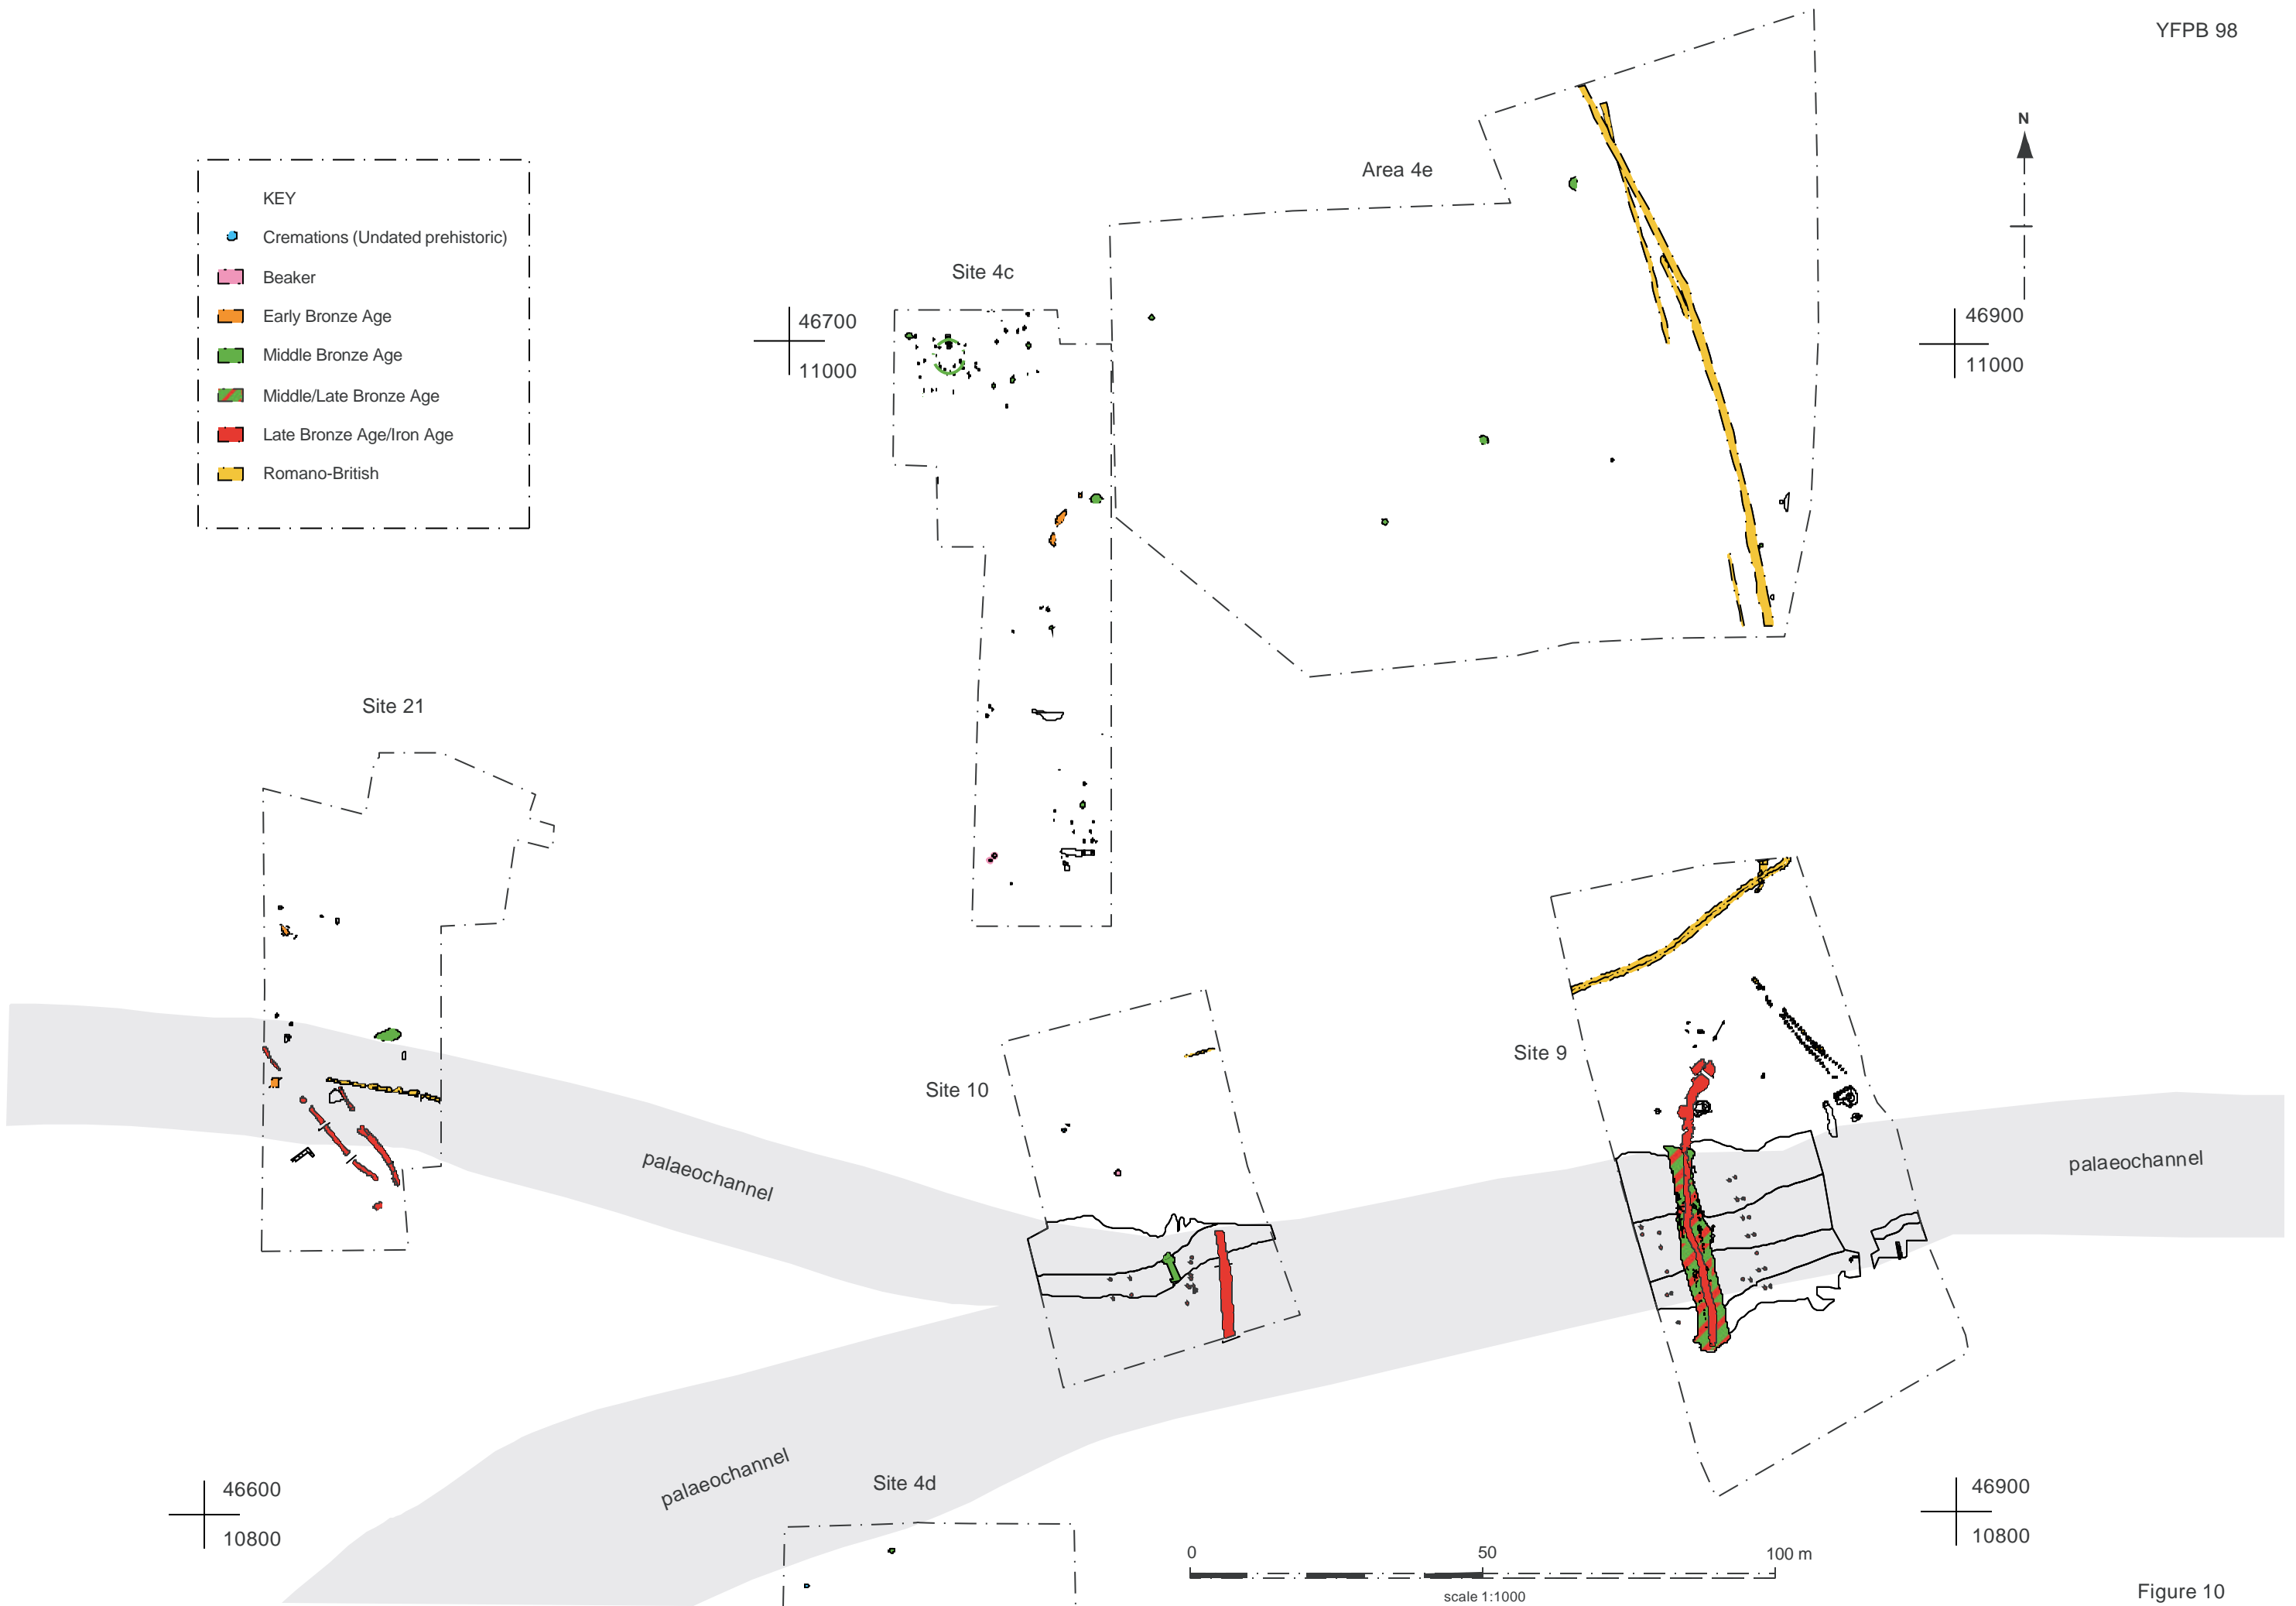 YFPB 98
N
Area 4e
KEY
Cremations (Undated prehistoric)
Beaker
Early Bronze Age
Middle Bronze Age
Middle/Late Bronze Age
Late Bronze Age/Iron Age
Romano-British
Site 4c
46700
11000
46900
11000
Site 21
Site 9
Site 10
palaeochannel
palaeochannel
palaeochannel
Site 4d
46600
10800
46900
10800
0 50 100 m
scale 1:1000
Figure 10